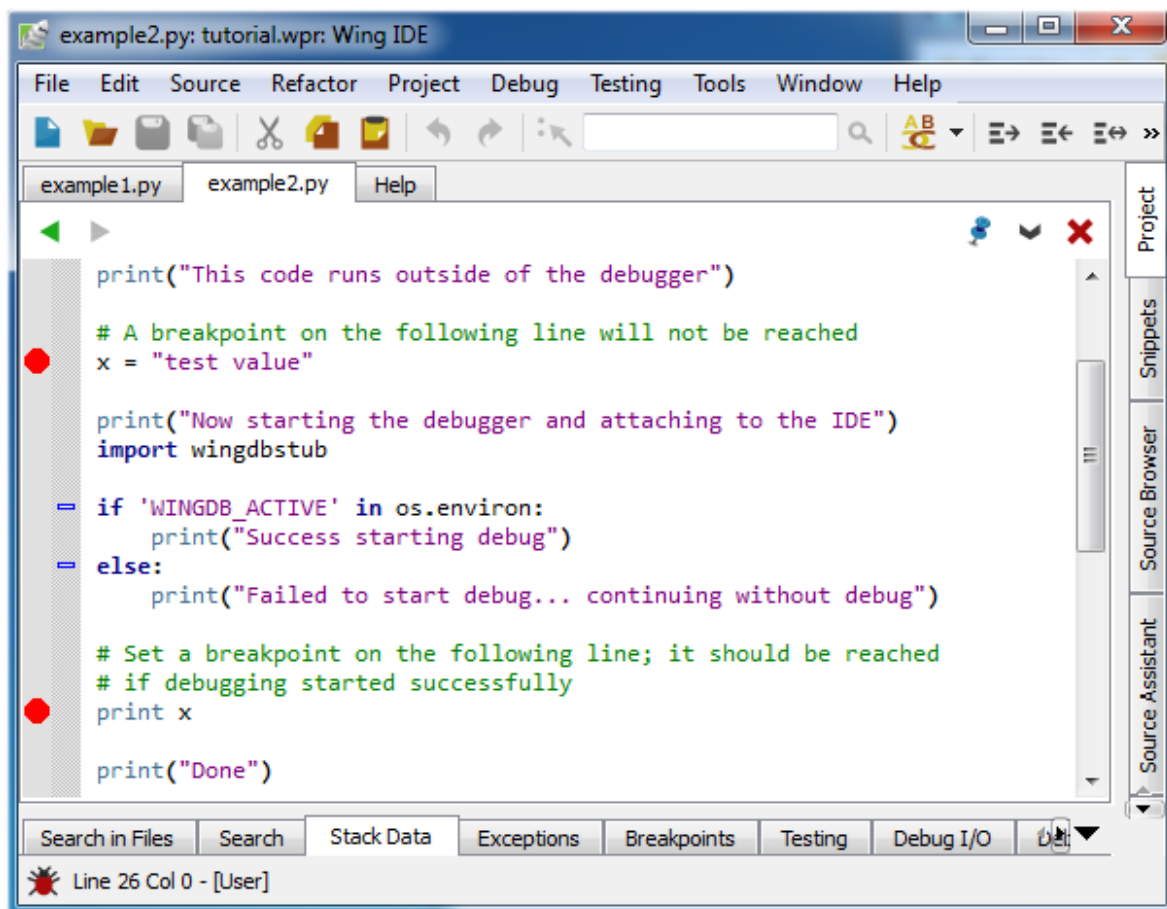 example2.py: tutorial.wpr: Wing IDE
File Edit Source Refactor Project Debug Testing Tools Window Help
example1.py example2.py Help
print("This code runs outside of the debugger")
# A breakpoint on the following line will not be reached
x = "test value"
print("Now starting the debugger and attaching to the IDE")
import wingdbstub
if 'WINGDB_ACTIVE' in os.environ:
print("Success starting debug")
else:
print("Failed to start debug... continuing without debug")
# Set a breakpoint on the following line; it should be reached
# if debugging started successfully
print x
print("Done")
Project
Snippets
Source Browser
Source Assistant
Search in Files Search Stack Data Exceptions Breakpoints Testing Debug I/O
Line 26 Col 0 - [User]